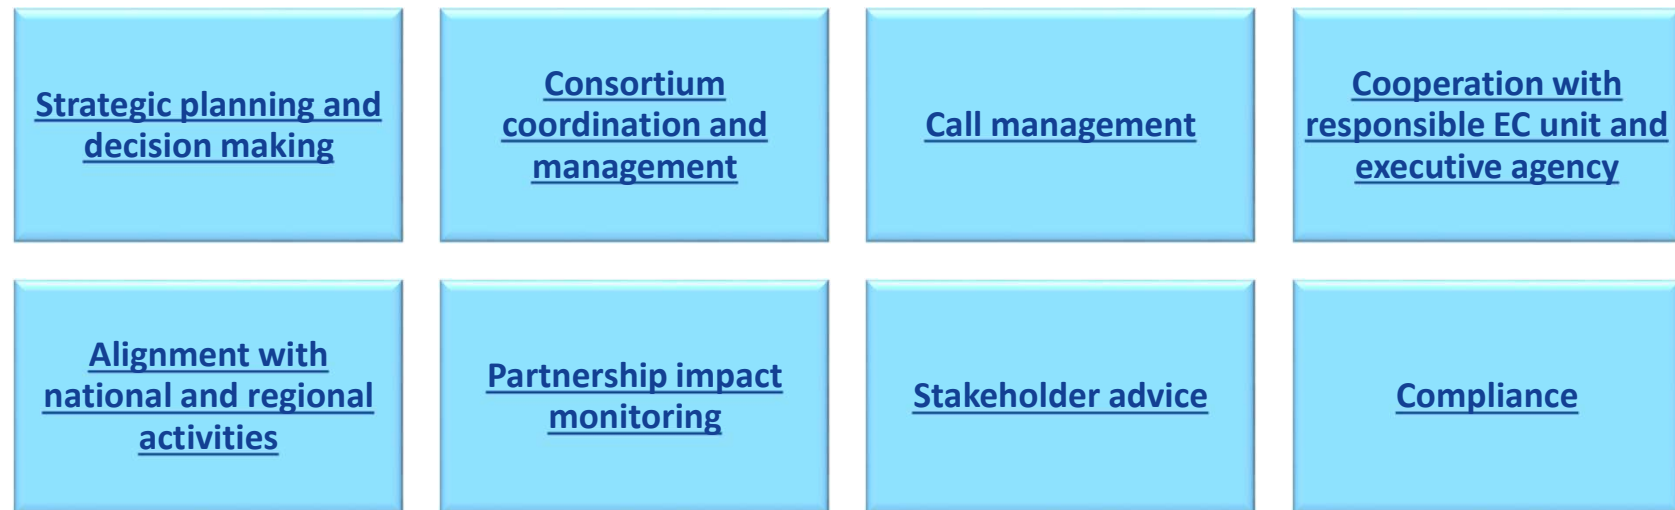 Strategic planning and
decision making
Consortium
coordination and
management
Call management
Cooperation with
responsible EC unit and
executive agency
Alignment with
national and regional
activities
Partnership impact
monitoring
Stakeholder advice
Compliance